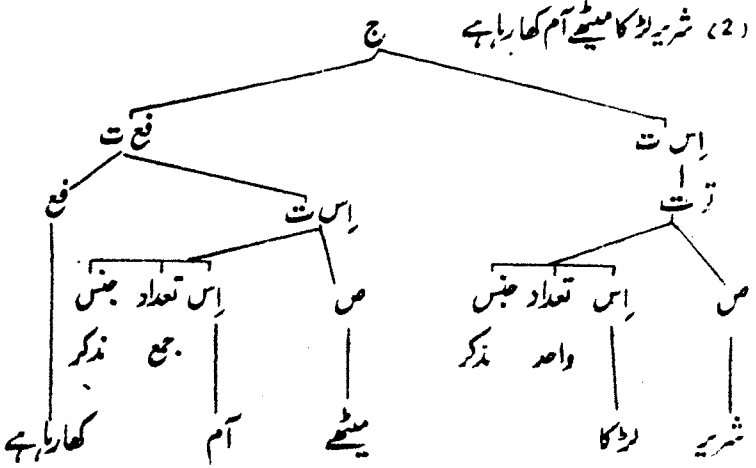 (2) شریر لڑکا میٹھے آم کھا رہا ہے
ج
اِس ت فع ت
تر ت
اِس ت فع
ص اِس تعداد جنس ص اِس تعداد جنس
واحد مذکر جمع مذکر
شریر لڑکا میٹھے آم کھا رہا ہے